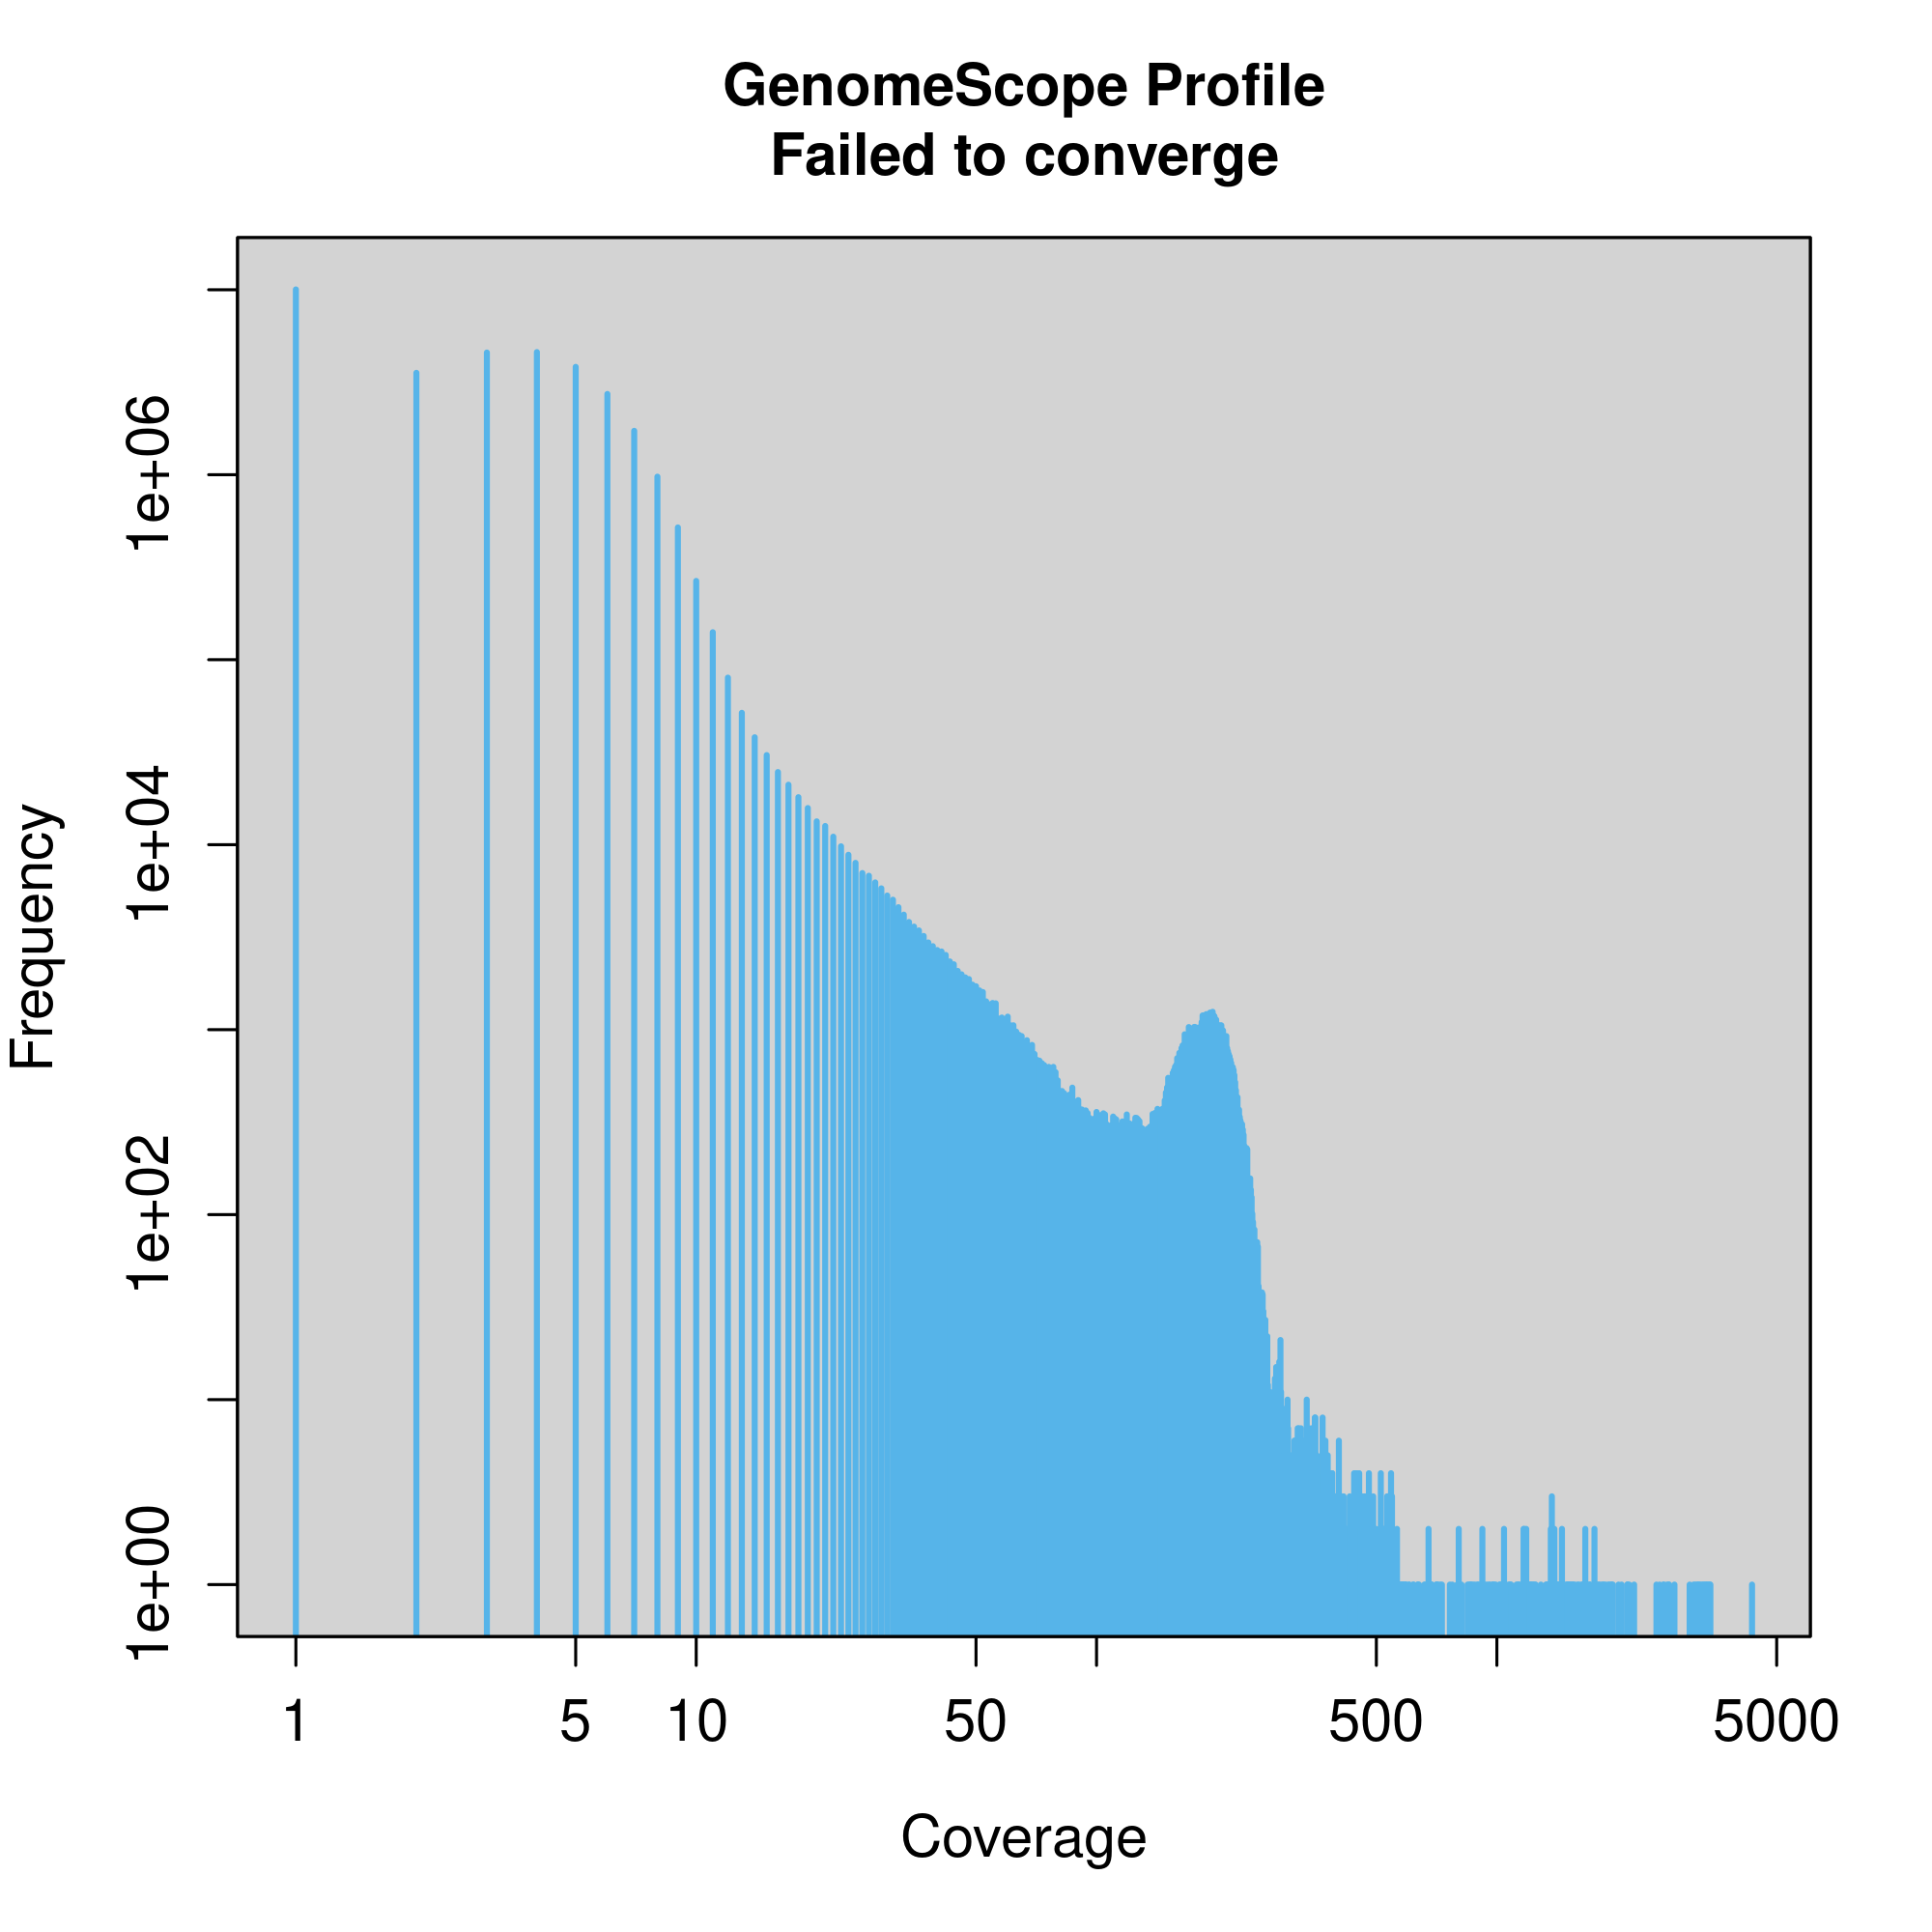 GenomeScope Profile
Failed to converge
Frequency
1e+06
1e+04
1e+02
1e+00
1 5 10 50 500 5000
Coverage